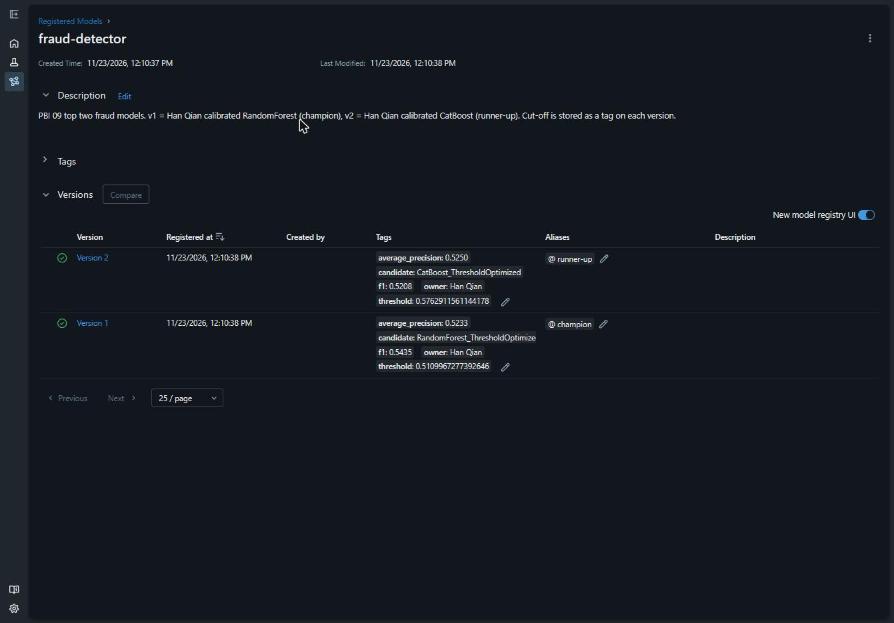 Registered Models ›
fraud-detector
Created Time: 11/23/2026, 12:10:37 PM Last Modified: 11/23/2026, 12:10:38 PM
Description Edit
PBI 09 top two fraud models. v1 = Han Qian calibrated RandomForest (champion), v2 = Han Qian calibrated CatBoost (runner-up). Cut-off is stored as a tag on each version.
Tags
Versions Compare
New model registry UI
Version Registered at Created by Tags Aliases Description
Version 2 11/23/2026, 12:10:38 PM average_precision: 0.5250 @ runner-up
candidate: CatBoost_ThresholdOptimized
f1: 0.5208 owner: Han Qian
threshold: 0.5762911561144178
Version 1 11/23/2026, 12:10:38 PM average_precision: 0.5233 @ champion
candidate: RandomForest_ThresholdOptimize
f1: 0.5435 owner: Han Qian
threshold: 0.5109967277392646
Previous Next 25 / page